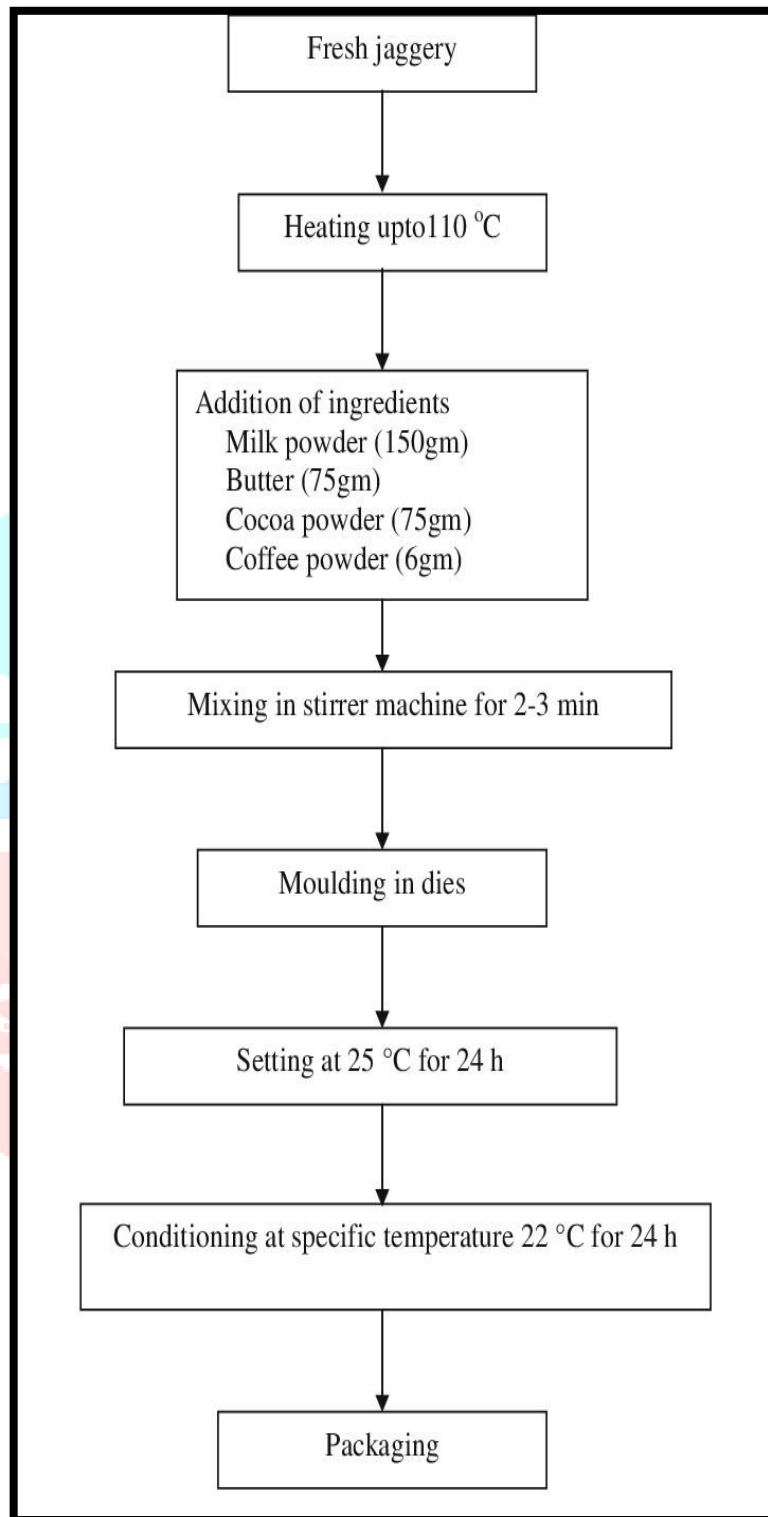 Fresh jaggery
Heating upto110 °C
Addition of ingredients
Milk powder (150gm)
Butter (75gm)
Cocoa powder (75gm)
Coffee powder (6gm)
Mixing in stirrer machine for 2-3 min
Moulding in dies
Setting at 25 °C for 24 h
Conditioning at specific temperature 22 °C for 24 h
Packaging